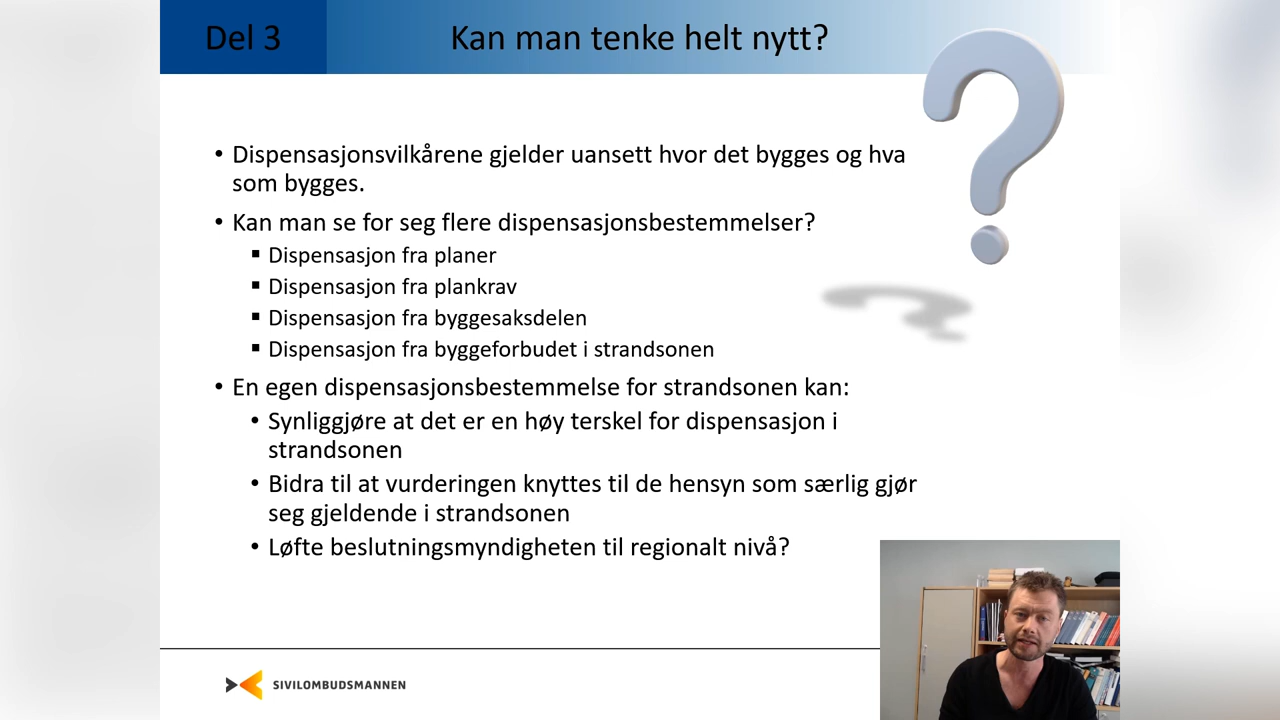 Del 3
Kan man tenke helt nytt?
• Dispensasjonsvilkårene gjelder uansett hvor det bygges og hva
som bygges.
• Kan man se for seg flere dispensasjonsbestemmelser?
▪ Dispensasjon fra planer
▪ Dispensasjon fra plankrav
▪ Dispensasjon fra byggesaksdelen
▪ Dispensasjon fra byggeforbudet i strandsonen
• En egen dispensasjonsbestemmelse for strandsonen kan:
• Synliggjøre at det er en høy terskel for dispensasjon i
strandsonen
• Bidra til at vurderingen knyttes til de hensyn som særlig gjør
seg gjeldende i strandsonen
• Løfte beslutningsmyndigheten til regionalt nivå?
SIVILOMBUDSMANNEN